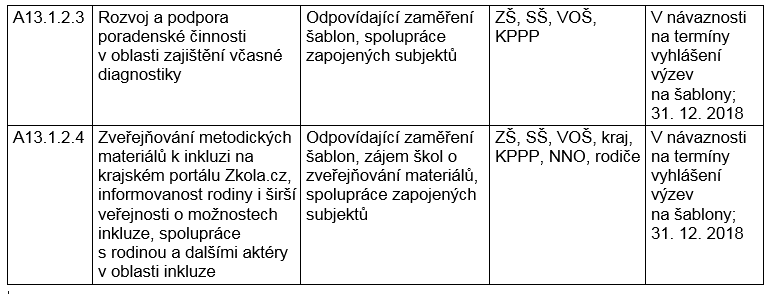 A13.1.2.3
Rozvoj a podpora
poradenské činnosti
v oblasti zajištění včasné
diagnostiky
Odpovídající zaměření
šablon, spolupráce
zapojených subjektů
ZŠ, SŠ, VOŠ,
KPPP
V návaznosti
na termíny
vyhlášení
výzev
na šablony;
31. 12. 2018
A13.1.2.4
Zveřejňování metodických
materiálů k inkluzi na
krajském portálu Zkola.cz,
informovanost rodiny i širší
veřejnosti o možnostech
inkluze, spolupráce
s rodinou a dalšími aktéry
v oblasti inkluze
Odpovídající zaměření
šablon, zájem škol o
zveřejňování materiálů,
spolupráce zapojených
subjektů
ZŠ, SŠ, VOŠ, kraj,
KPPP, NNO, rodiče
V návaznosti
na termíny
vyhlášení
výzev
na šablony;
31. 12. 2018